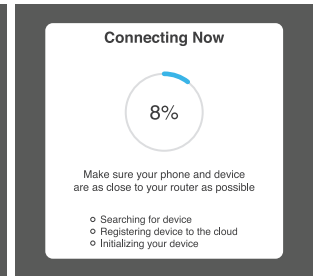 Connecting Now
8%
Make sure your phone and device
are as close to your router as possible
Searching for device
Registering device to the cloud
Initializing your device